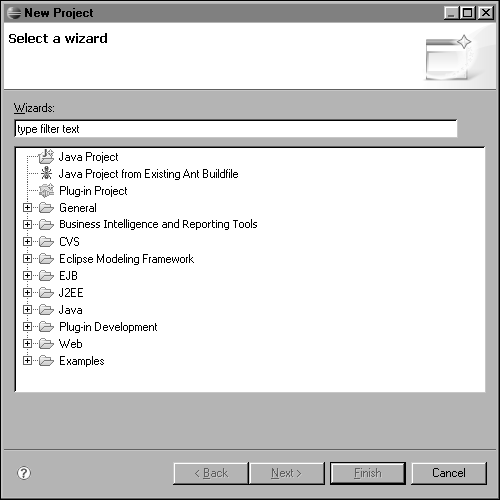 New Project
Select a wizard
Wizards:
type filter text
Java Project
Java Project from Existing Ant Buildfile
Plug-in Project
General
Business Intelligence and Reporting Tools
CVS
Eclipse Modeling Framework
EJB
J2EE
Java
Plug-in Development
Web
Examples
? < Back Next > Finish Cancel